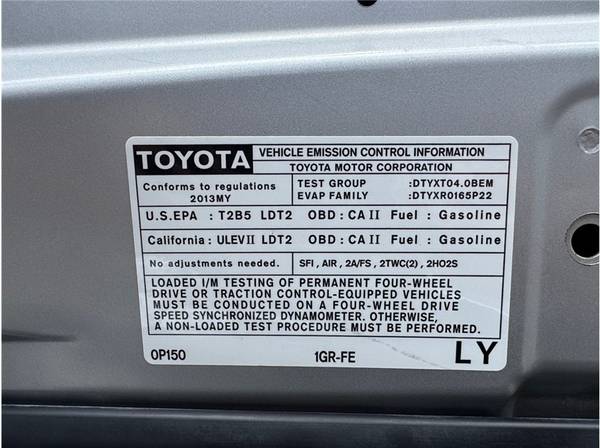 TOYOTA VEHICLE EMISSION CONTROL INFORMATION
TOYOTA MOTOR CORPORATION
Conforms to regulations
2013MY
TEST GROUP :DTYXT04.0BEM
EVAP FAMILY :DTYXR0165P22
U.S.EPA : T2B5 LDT2 OBD : CA II Fuel : Gasoline
California : ULEVII LDT2 OBD : CA II Fuel : Gasoline
No adjustments needed. SFI , AIR , 2A/FS , 2TWC(2) , 2HO2S
LOADED I/M TESTING OF PERMANENT FOUR-WHEEL
DRIVE OR TRACTION CONTROL-EQUIPPED VEHICLES
MUST BE CONDUCTED ON A FOUR-WHEEL DRIVE
SPEED SYNCHRONIZED DYNAMOMETER. OTHERWISE,
A NON-LOADED TEST PROCEDURE MUST BE PERFORMED.
0P150 1GR-FE LY